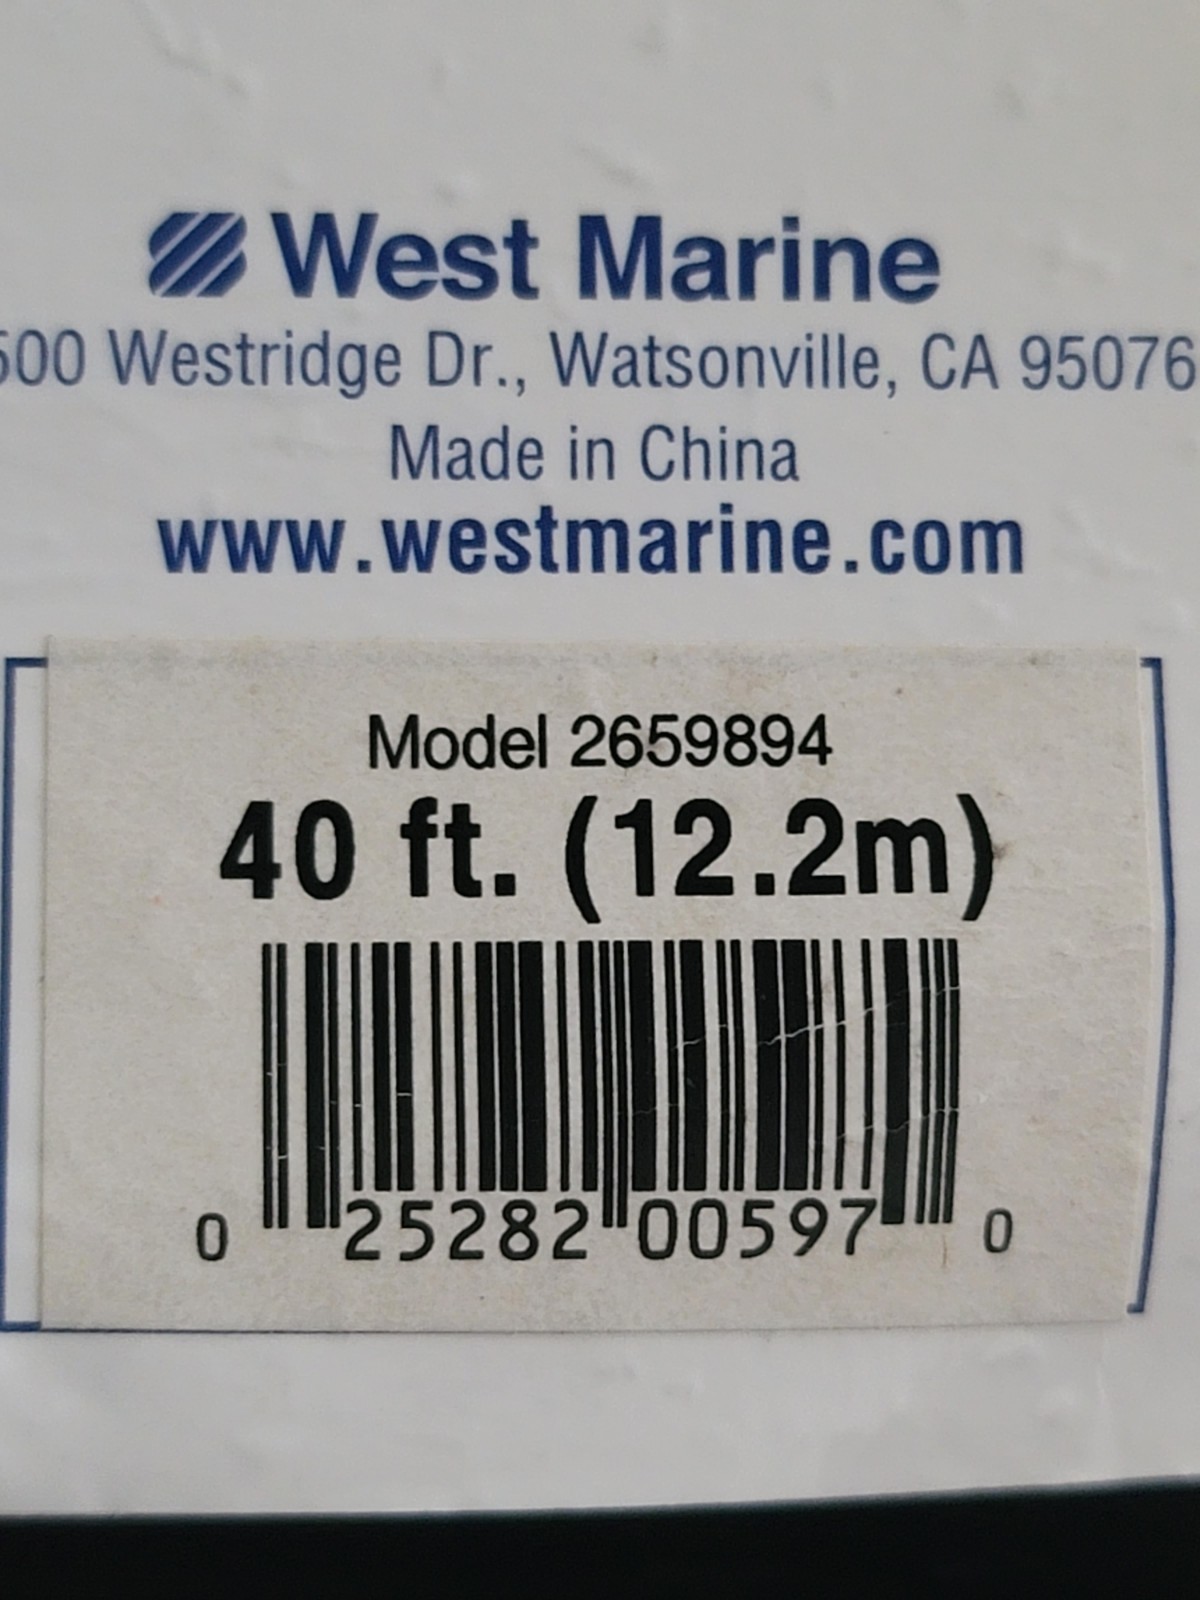 West Marine
500 Westridge Dr., Watsonville, CA 95076
Made in China
www.westmarine.com
Model 2659894
40 ft. (12.2m)
0 25282 00597 0